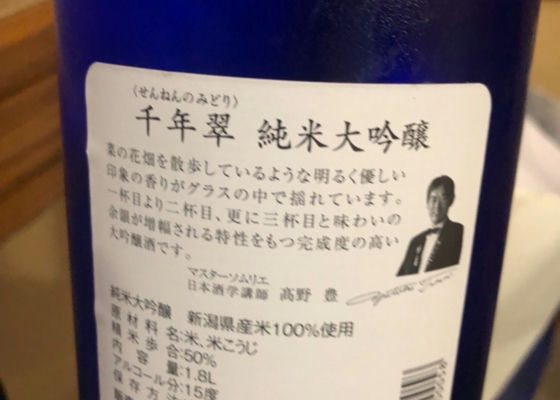 〈せんねんのみどり〉
千年翠 純米大吟醸
菜の花畑を散歩しているような明るく優しい
印象の香りがグラスの中で揺れています。
一杯目より二杯目、更に三杯目と味わいの
余韻が増幅される特性をもつ完成度の高い
大吟醸酒です。
マスターソムリエ
日本酒学講師 高野 豊
純米大吟醸 新潟県産米100%使用
原材料名:米、米こうじ
精米歩合:50%
内容量:1.8L
アルコール分:15度
保存方